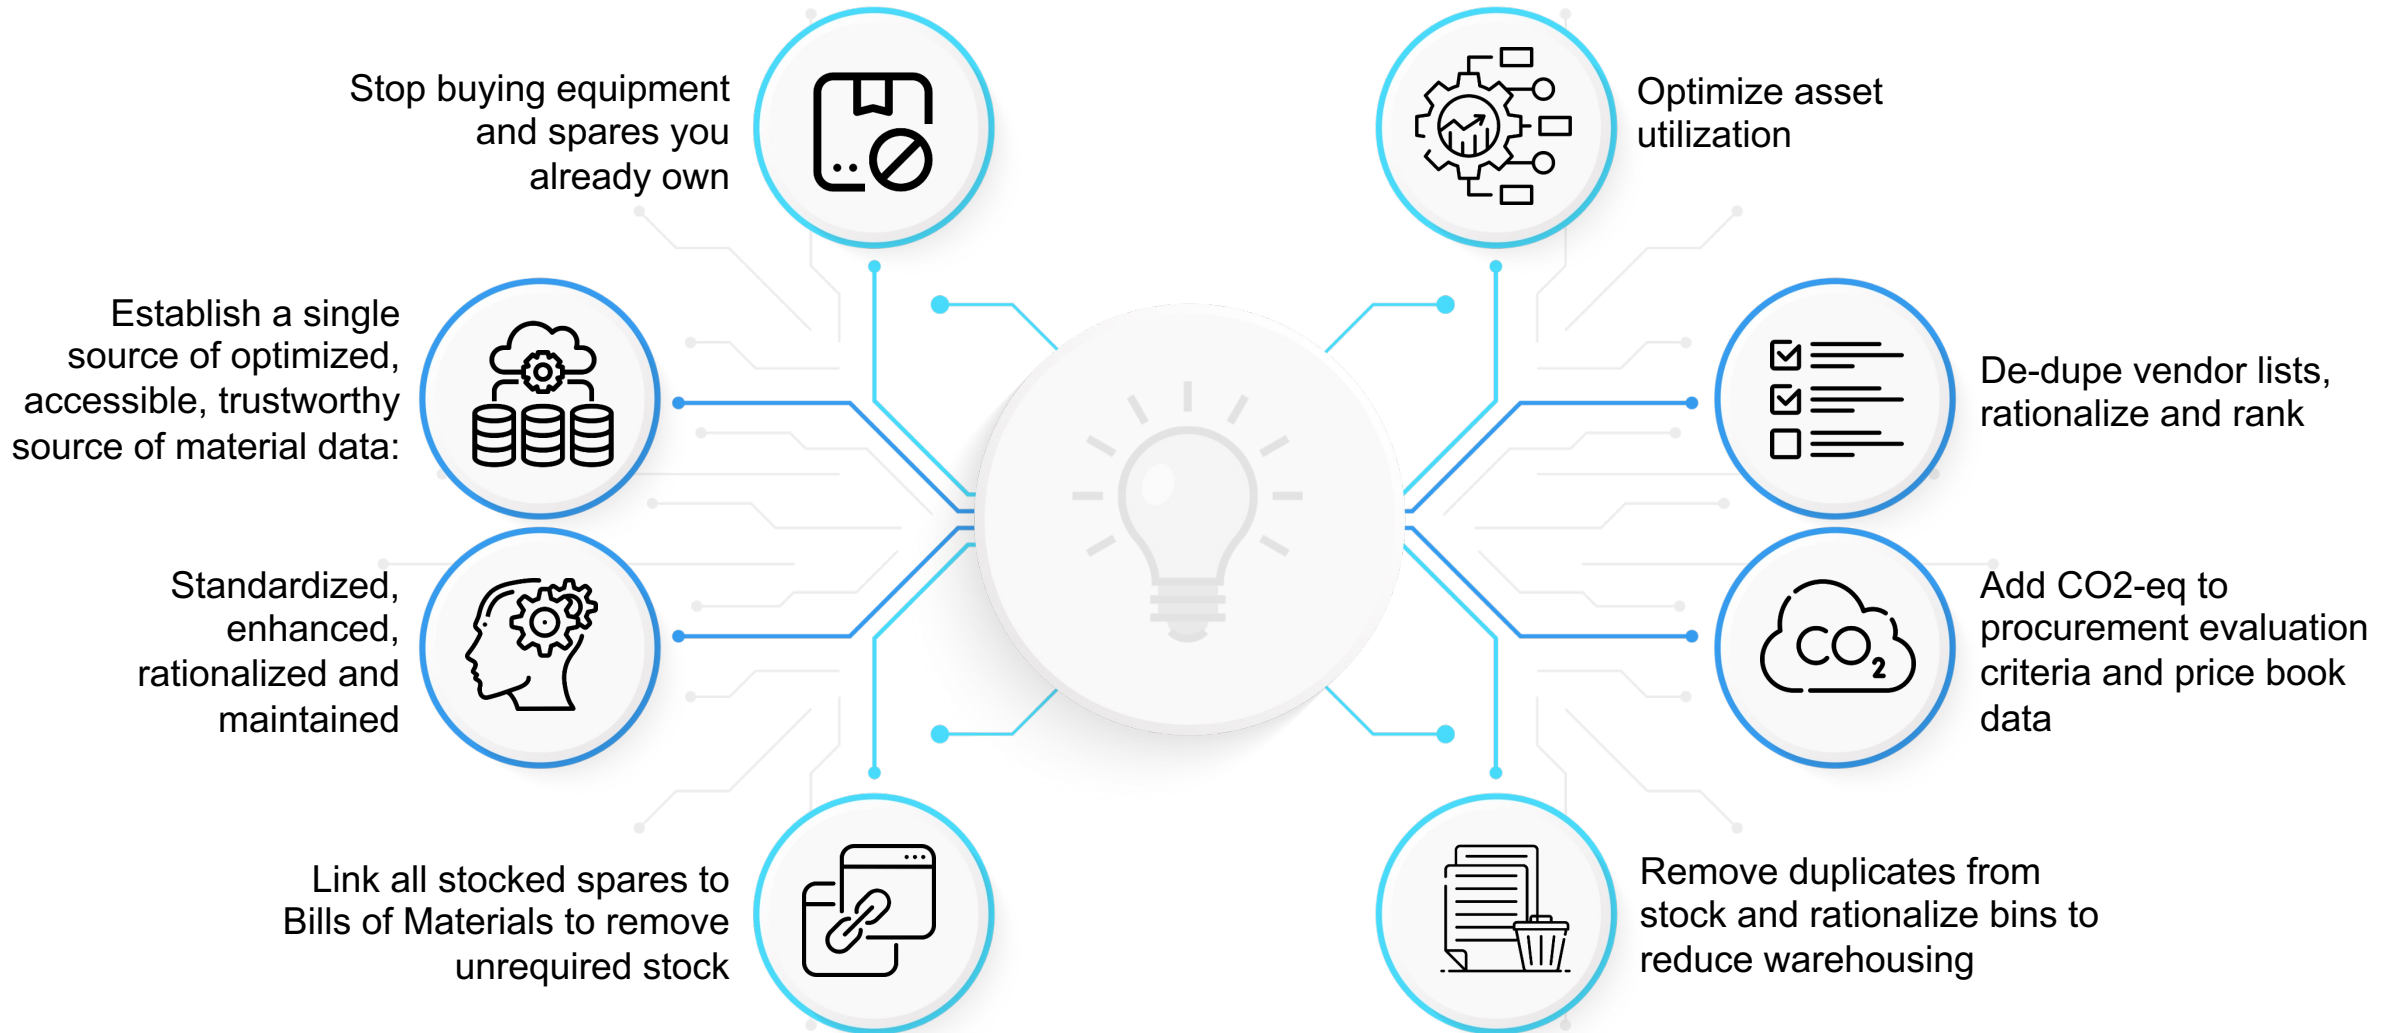 Stop buying equipment
and spares you
already own
Establish a single
source of optimized,
accessible, trustworthy
source of material data:
Standardized,
enhanced,
rationalized and
maintained
Link all stocked spares to
Bills of Materials to remove
unrequired stock
Optimize asset
utilization
De-dupe vendor lists,
rationalize and rank
CO2
Add CO2-eq to
procurement evaluation
criteria and price book
data
Remove duplicates from
stock and rationalize bins to
reduce warehousing